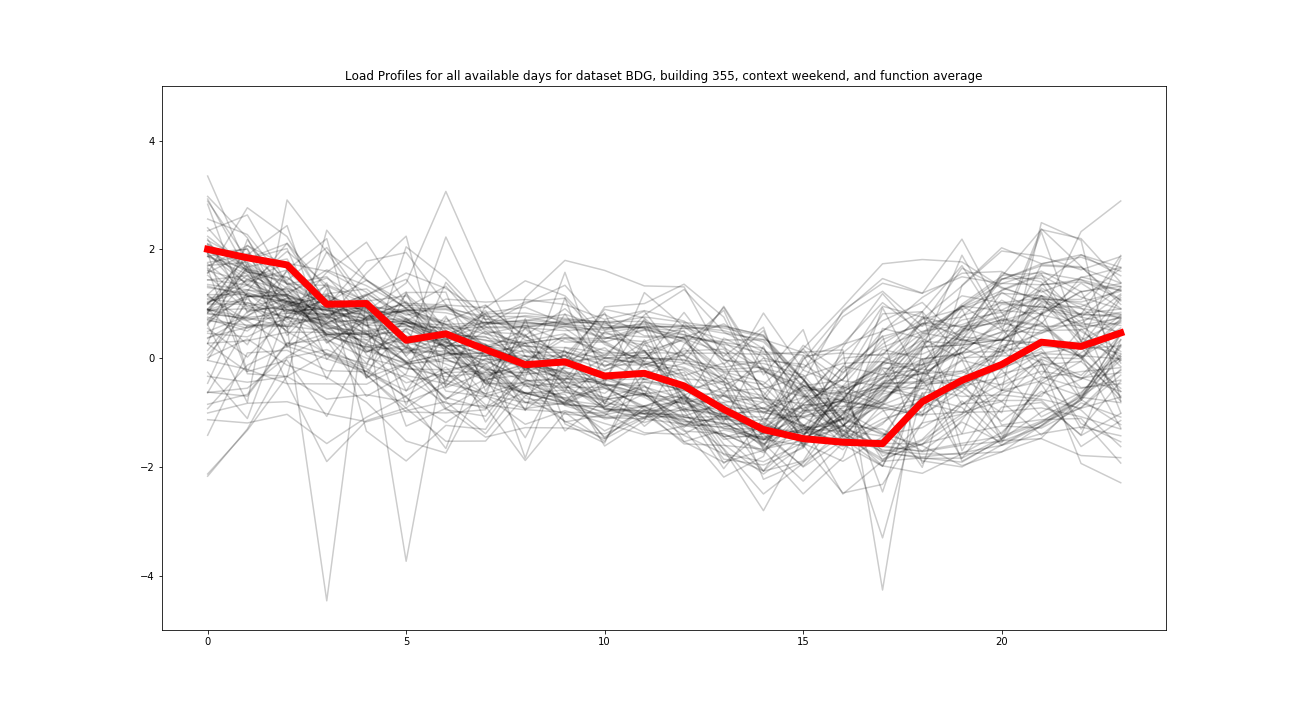 Load Profiles for all available days for dataset BDG, building 355, context weekend, and function average
4
2
0
−2
−4
0 5 10 15 20